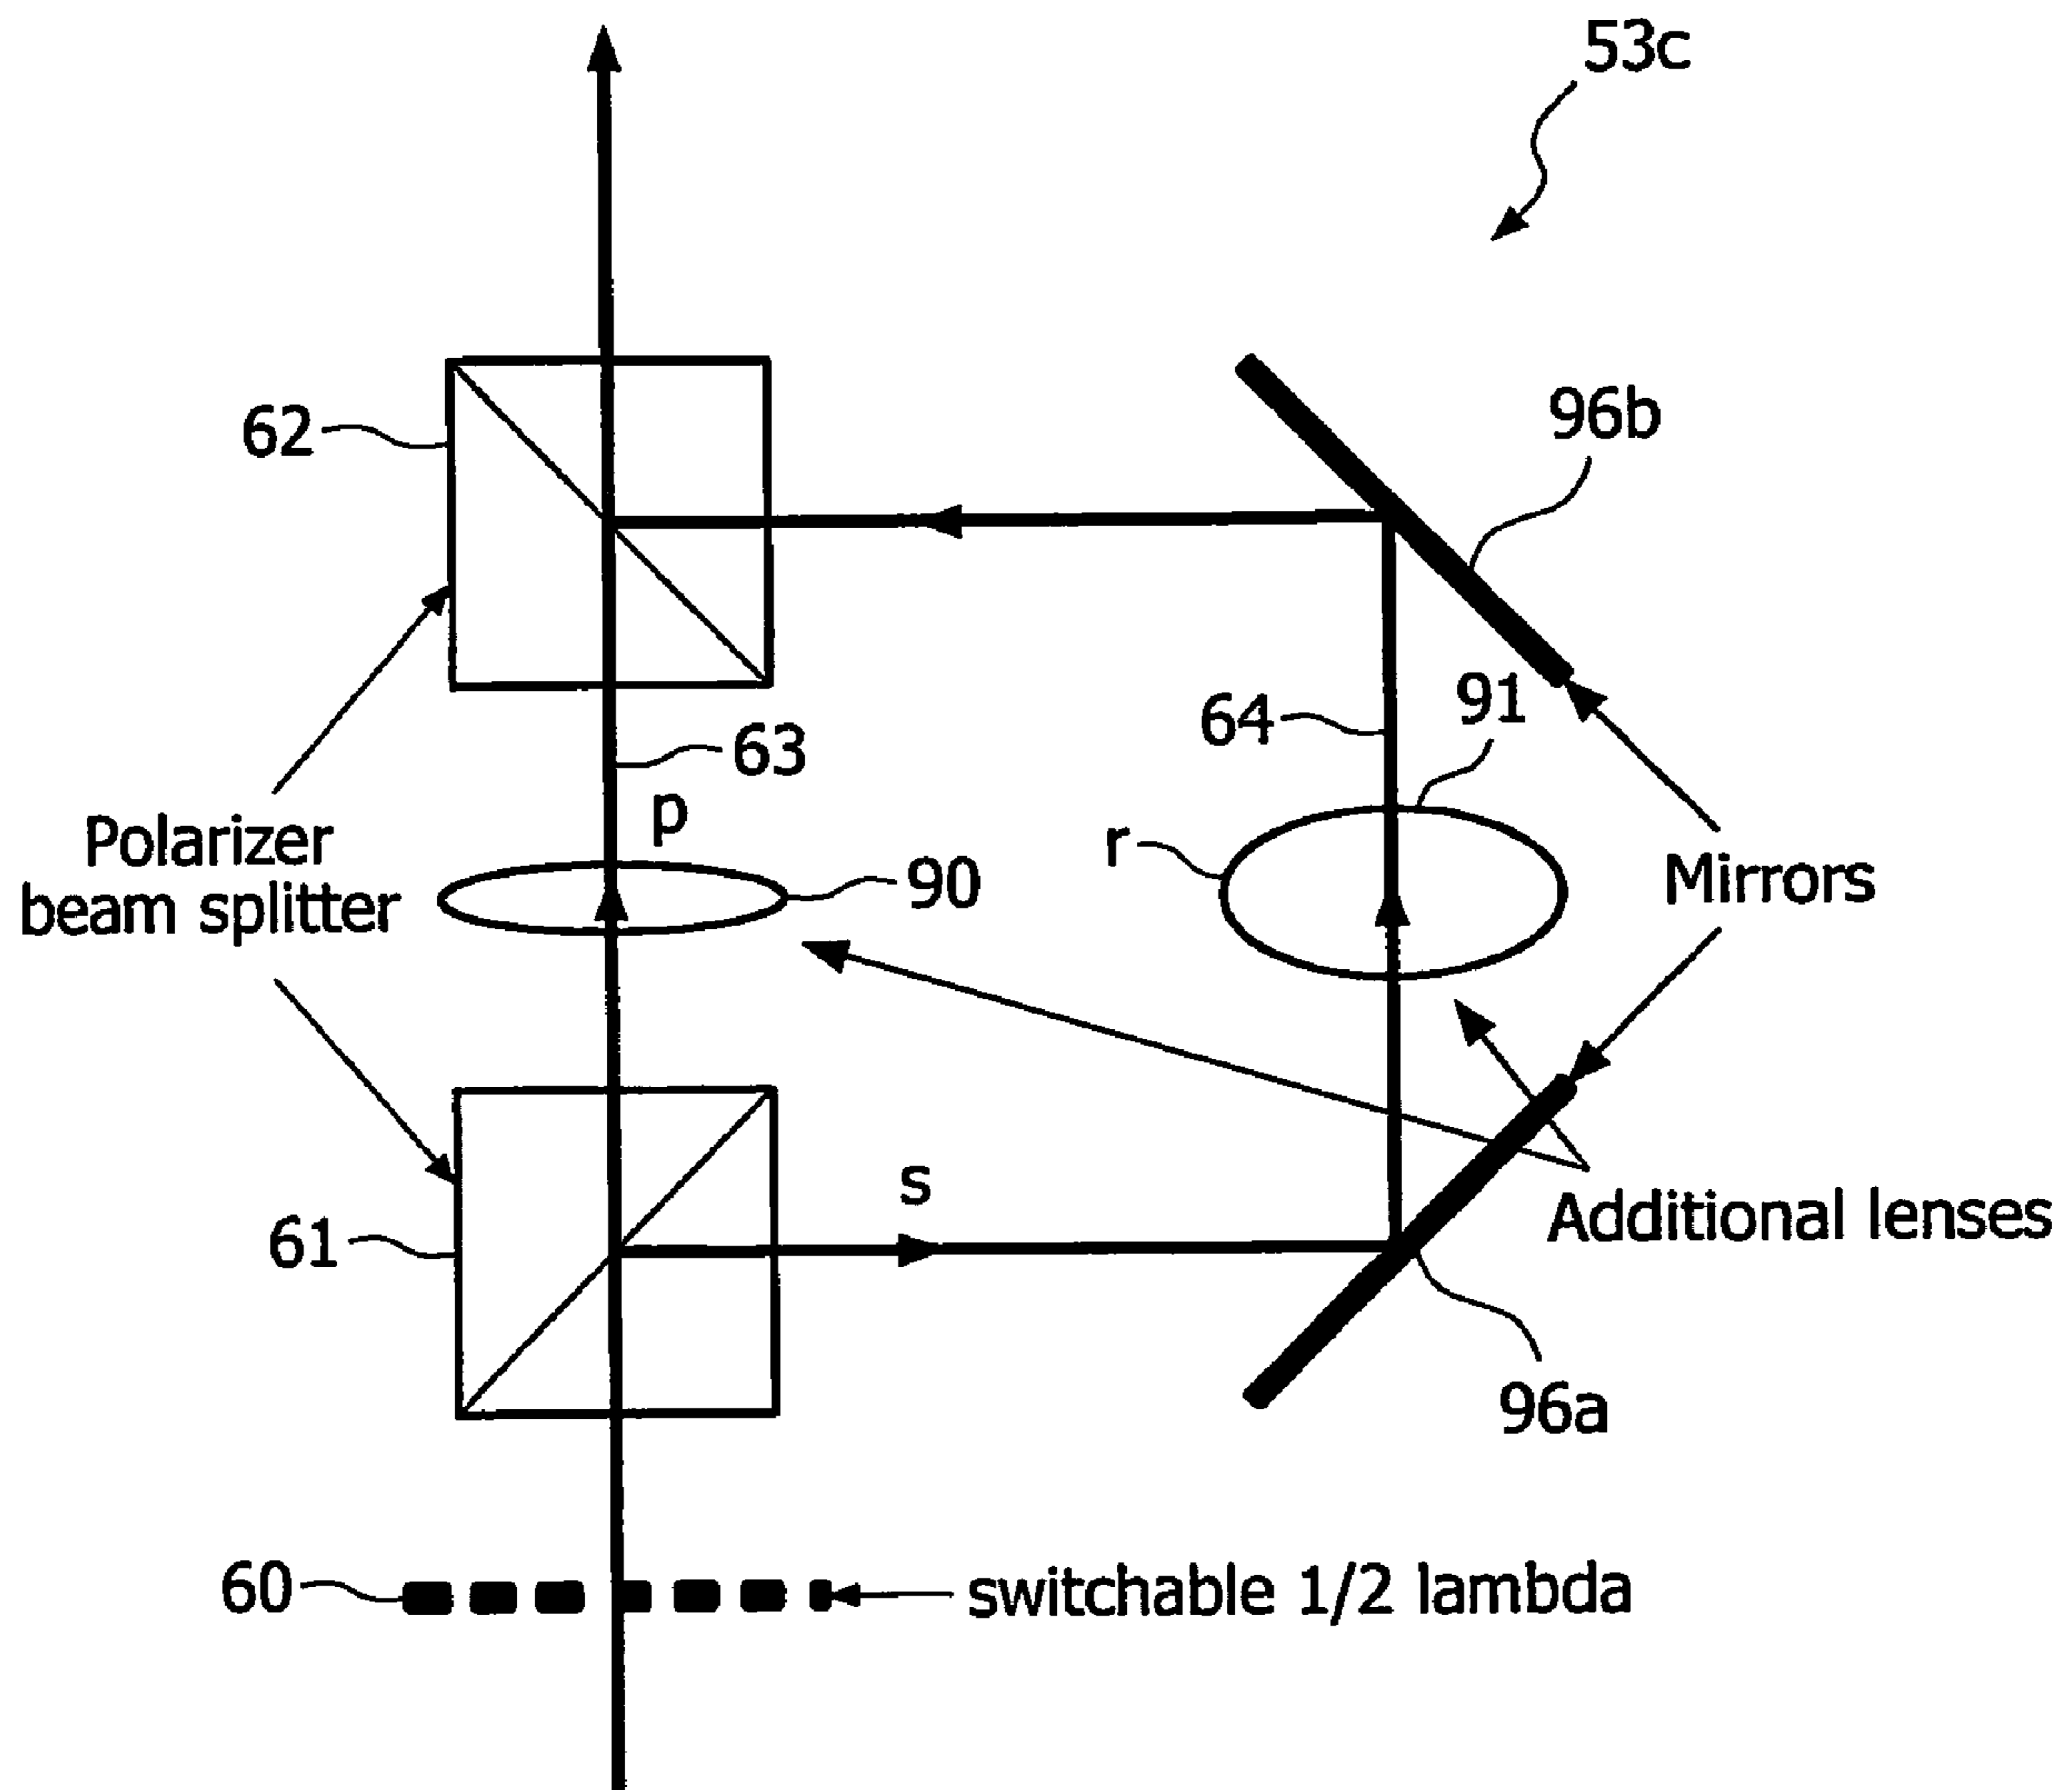 53c
96b
62
64
91
63
p
Polarizer
beam splitter
r
90
Mirrors
s
Additional lenses
61
96a
60
switchable 1/2 lambda